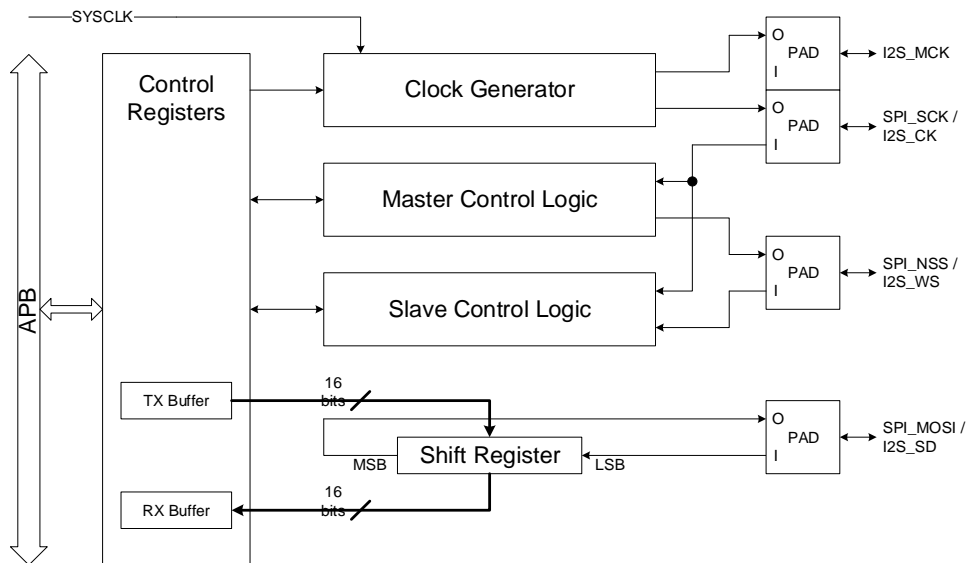 SYSCLK
APB
Control
Registers
Clock Generator
O
PAD
I
I2S_MCK
O
PAD
I
SPI_SCK /
I2S_CK
Master Control Logic
O
PAD
I
SPI_NSS /
I2S_WS
Slave Control Logic
TX Buffer
16
bits
O
PAD
I
SPI_MOSI /
I2S_SD
MSB
Shift Register
LSB
RX Buffer
16
bits